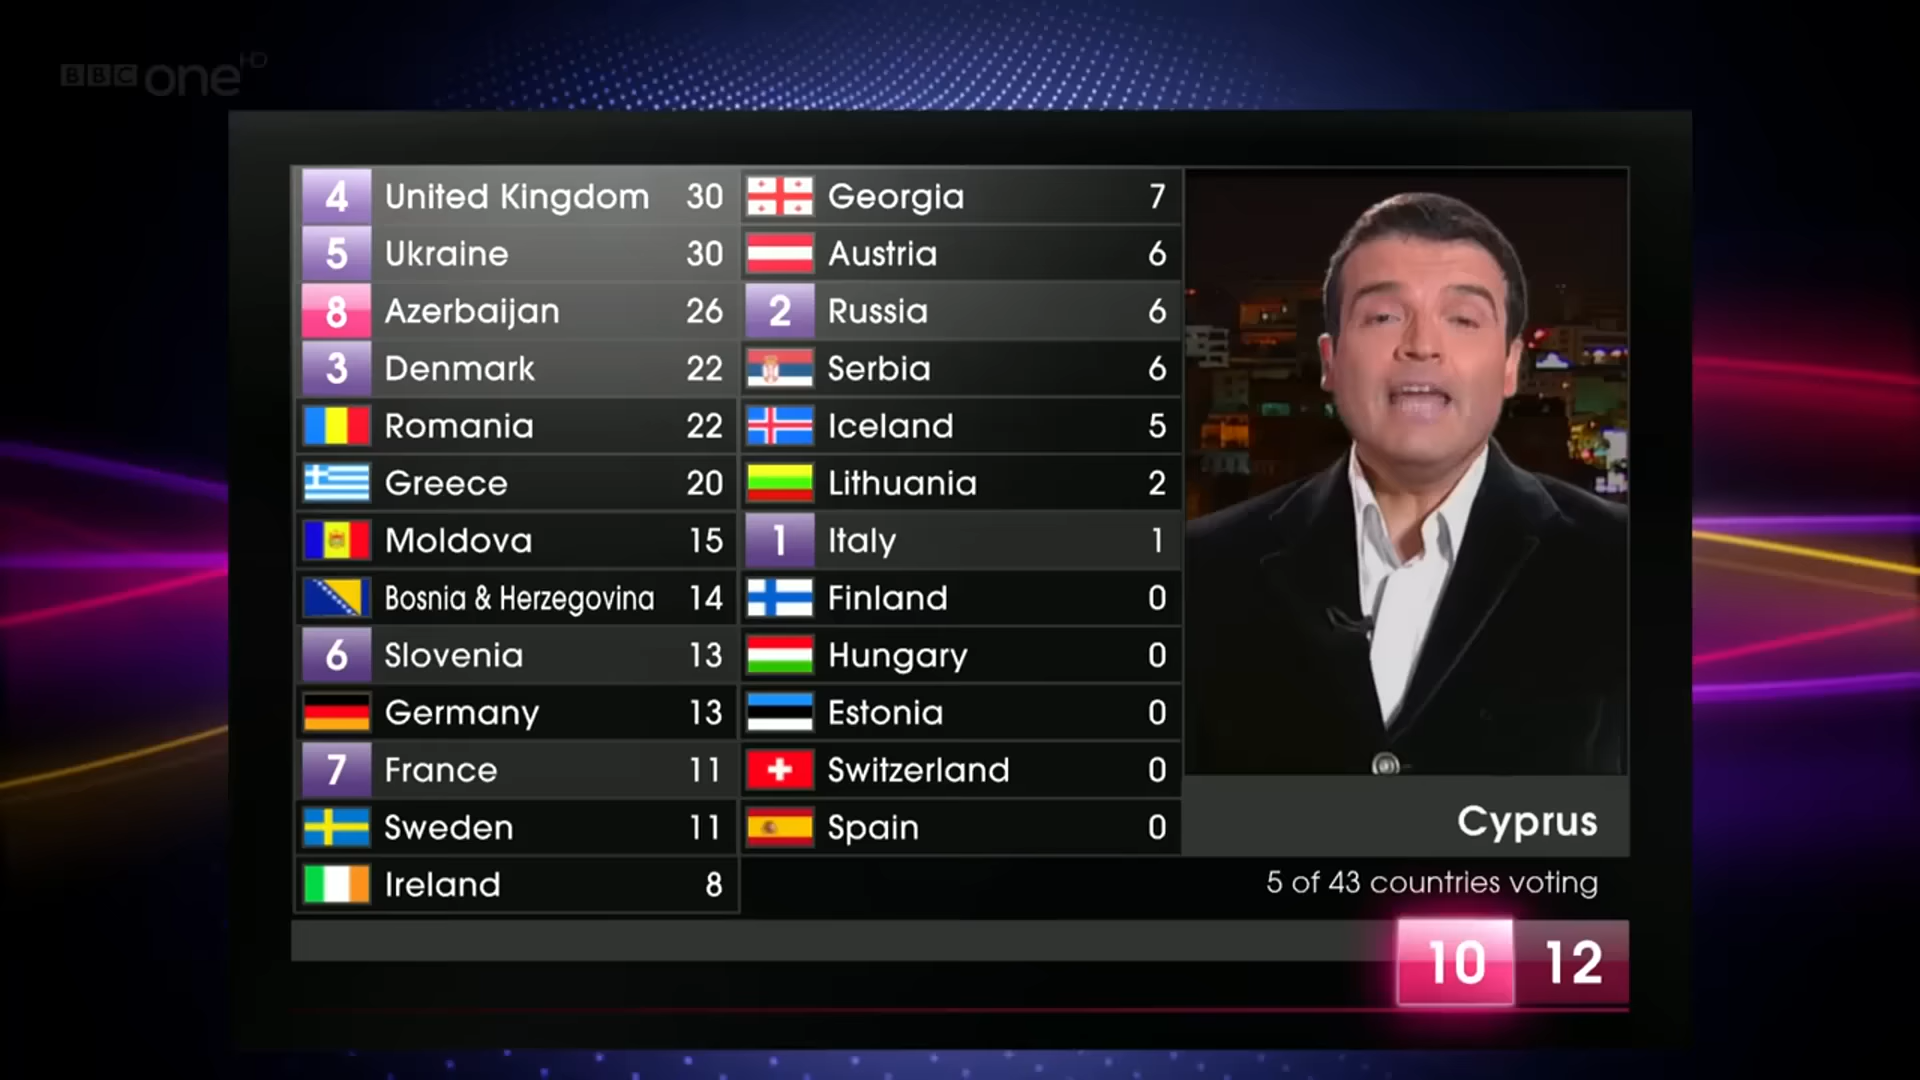 BBC one HD
4 United Kingdom 30
5 Ukraine 30
8 Azerbaijan 26
3 Denmark 22
Romania 22
Greece 20
Moldova 15
Bosnia & Herzegovina 14
6 Slovenia 13
Germany 13
7 France 11
Sweden 11
Ireland 8
Georgia 7
Austria 6
2 Russia 6
Serbia 6
Iceland 5
Lithuania 2
1 Italy 1
Finland 0
Hungary 0
Estonia 0
Switzerland 0
Spain 0
Cyprus
5 of 43 countries voting
10 12